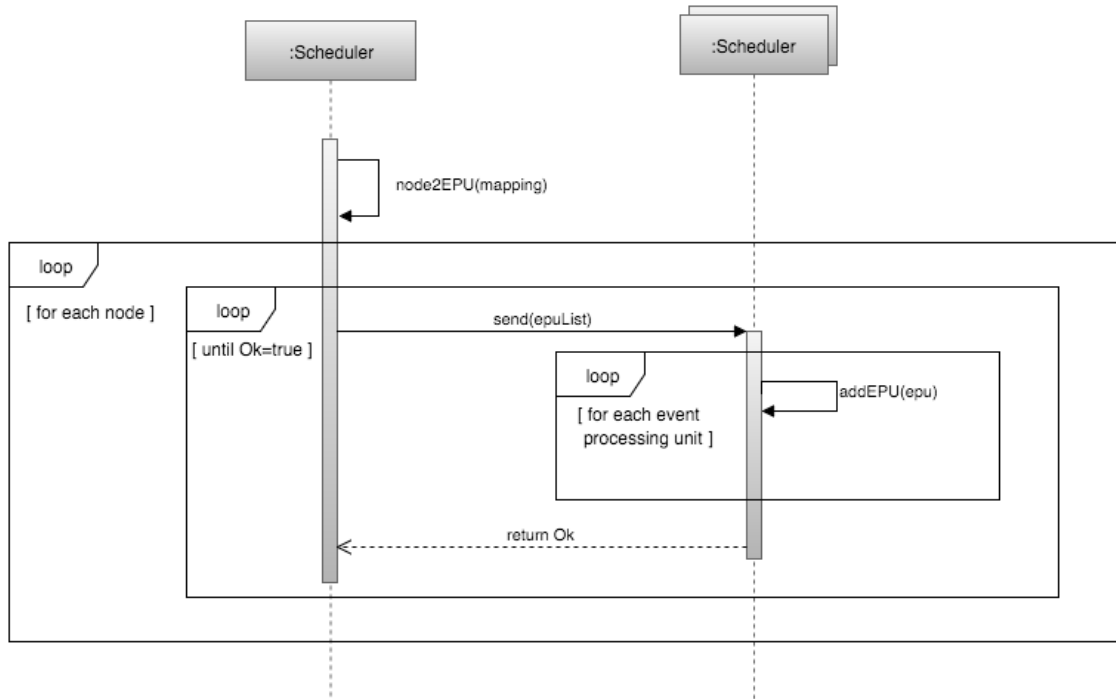 :Scheduler
:Scheduler
node2EPU(mapping)
loop
[ for each node ]
loop
[ until Ok=true ]
send(epuList)
loop
[ for each event
processing unit ]
addEPU(epu)
return Ok